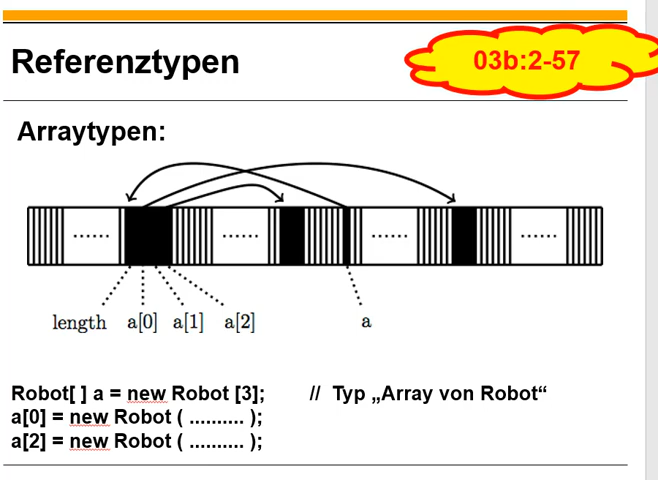 Referenztypen
03b:2-57
Arraytypen:
...... ...... ...... ......
length a[0] a[1] a[2] a
Robot[ ] a = new Robot [3]; // Typ „Array von Robot“
a[0] = new Robot ( .......... );
a[2] = new Robot ( .......... );